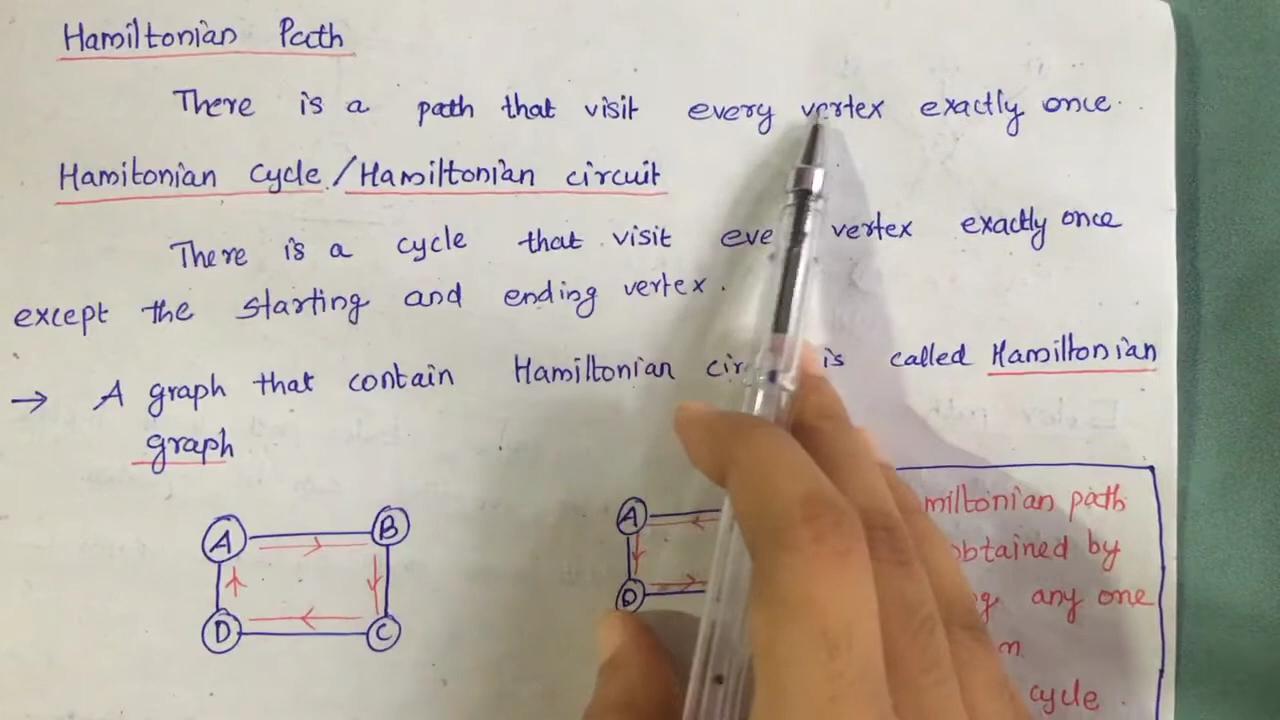 Hamiltonian Path
There is a path that visit every vertex exactly once.
Hamitonian Cycle / Hamiltonian circuit
There is a cycle that visit eve vertex exactly once
except the starting and ending vertex.
→ A graph that contain Hamiltonian cir is called Hamiltonian
graph
A B
D C
A
D
miltonian path
obtained by
g any one
m
cycle.